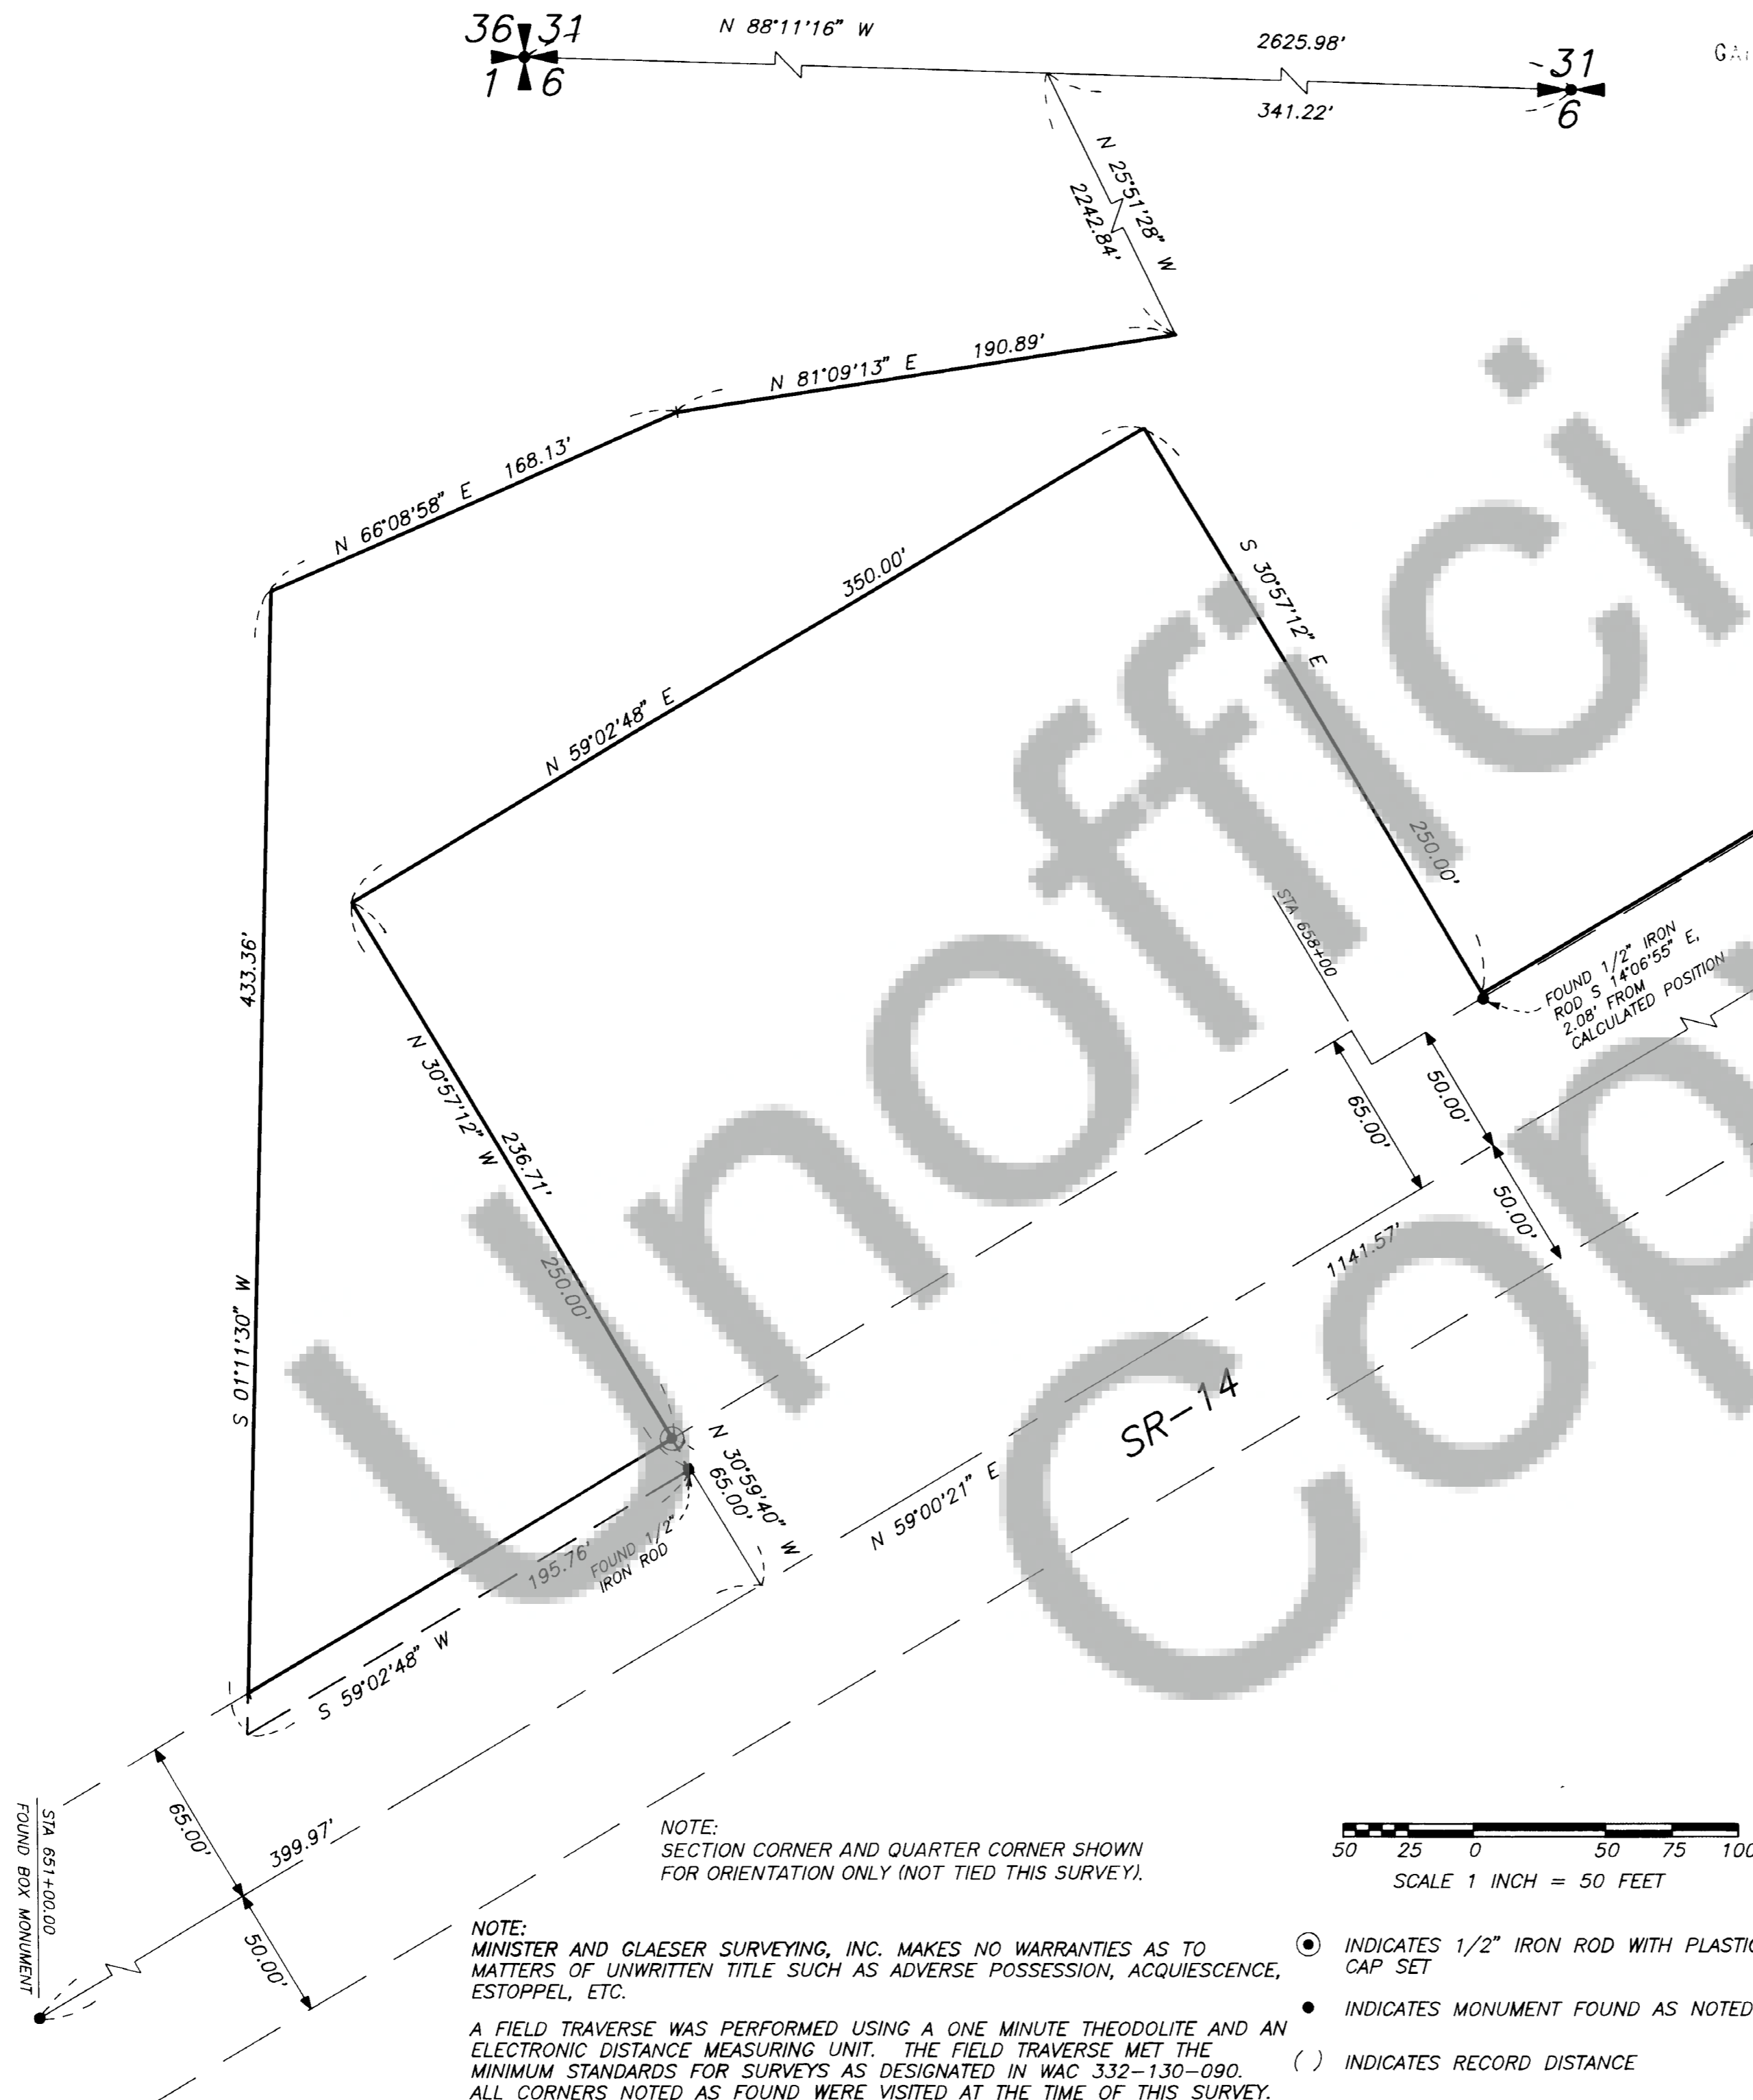 36 31
1 6
N 88°11'16" W
2625.98'
341.22'
-31
6
N 25°51'28" W
2242.84'
N 81°09'13" E 190.89'
N 66°08'58" E 168.13'
N 59°02'48" E 350.00'
S 30°57'12" E
250.00'
STA 658+00
FOUND 1/2" IRON
ROD S 14°06'55" E,
2.08' FROM
CALCULATED POSITION
S 01°11'30" W 433.36'
N 30°57'12" W
236.71'
250.00'
65.00'
50.00'
50.00'
1141.57'
SR-14
N 59°00'21" E
N 30°59'40" W
65.00'
195.76'
FOUND 1/2"
IRON ROD
S 59°02'48" W
65.00'
399.97'
50.00'
STA 651+00.00
FOUND BOX MONUMENT
NOTE:
SECTION CORNER AND QUARTER CORNER SHOWN
FOR ORIENTATION ONLY (NOT TIED THIS SURVEY).
50 25 0 50 75 100
SCALE 1 INCH = 50 FEET
NOTE:
MINISTER AND GLAESER SURVEYING, INC. MAKES NO WARRANTIES AS TO
MATTERS OF UNWRITTEN TITLE SUCH AS ADVERSE POSSESSION, ACQUIESCENCE,
ESTOPPEL, ETC.
A FIELD TRAVERSE WAS PERFORMED USING A ONE MINUTE THEODOLITE AND AN
ELECTRONIC DISTANCE MEASURING UNIT. THE FIELD TRAVERSE MET THE
MINIMUM STANDARDS FOR SURVEYS AS DESIGNATED IN WAC 332-130-090.
ALL CORNERS NOTED AS FOUND WERE VISITED AT THE TIME OF THIS SURVEY.
INDICATES 1/2" IRON ROD WITH PLASTIC
CAP SET
INDICATES MONUMENT FOUND AS NOTED
( ) INDICATES RECORD DISTANCE
Unoficia
Cop